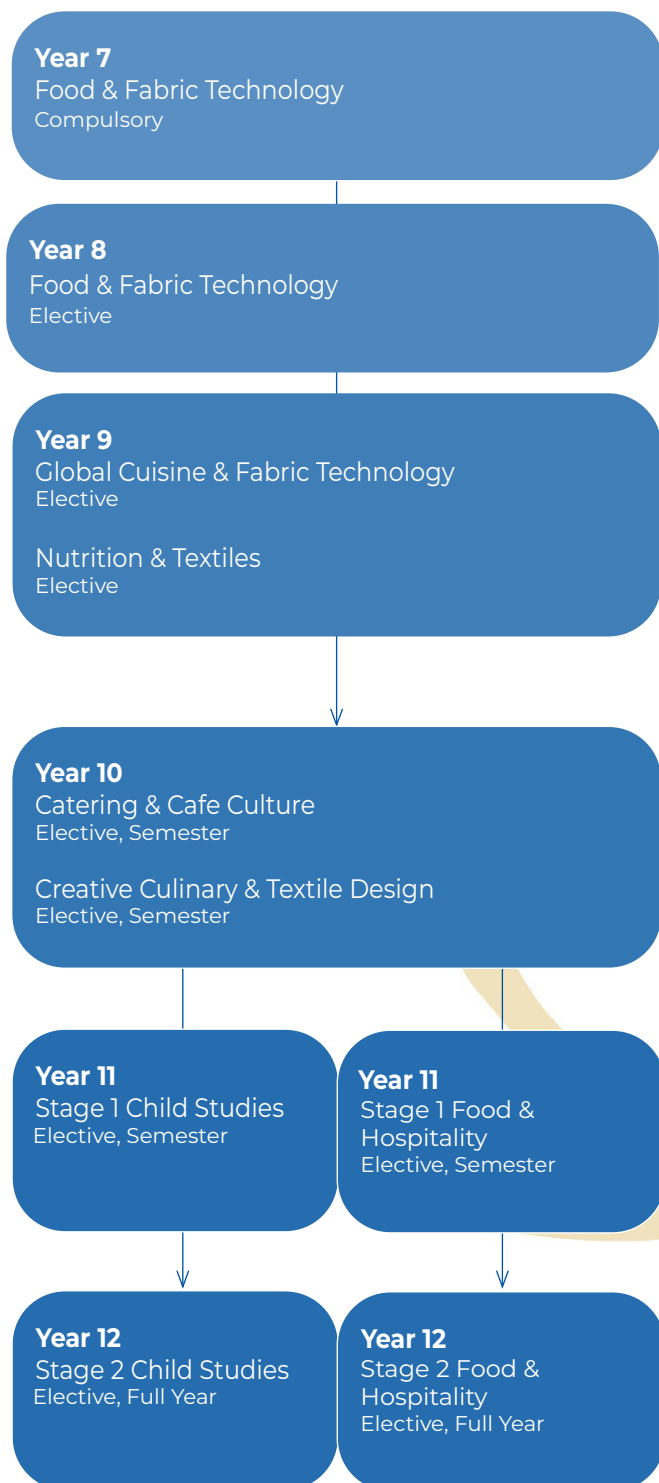 Year 7
Food & Fabric Technology
Compulsory
Year 8
Food & Fabric Technology
Elective
Year 9
Global Cuisine & Fabric Technology
Elective
Nutrition & Textiles
Elective
Year 10
Catering & Cafe Culture
Elective, Semester
Creative Culinary & Textile Design
Elective, Semester
Year 11
Stage 1 Child Studies
Elective, Semester
Year 11
Stage 1 Food &
Hospitality
Elective, Semester
Year 12
Stage 2 Child Studies
Elective, Full Year
Year 12
Stage 2 Food &
Hospitality
Elective, Full Year